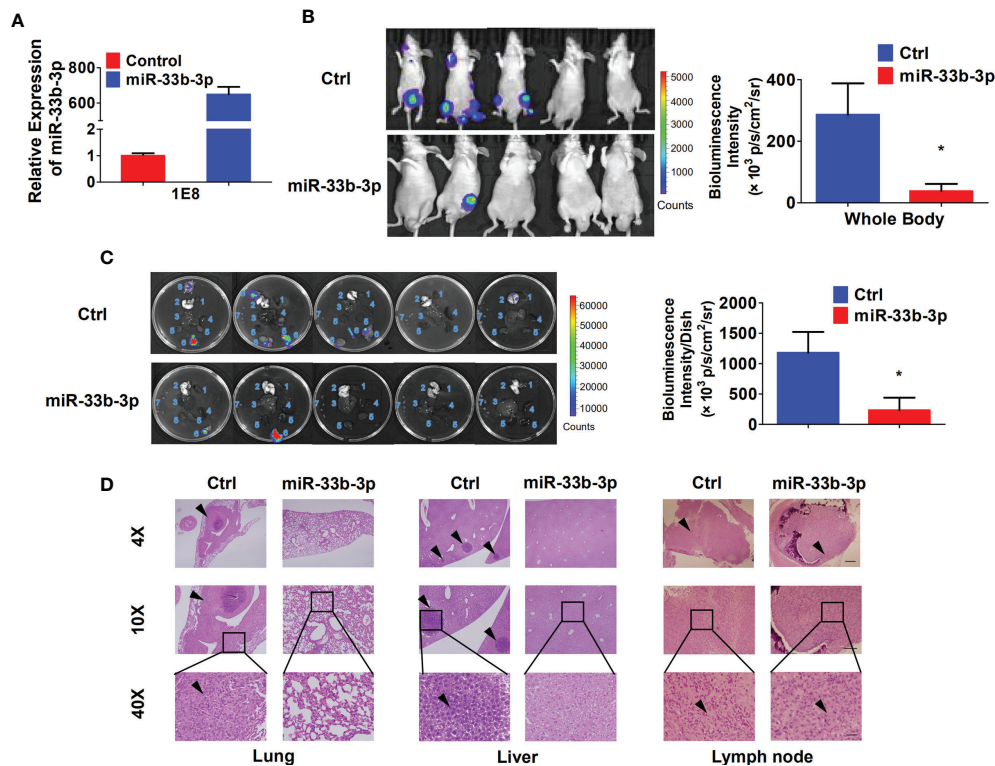 A
Relative Expression
of miR-33b-3p
Control
miR-33b-3p
800
600
2
1
0
1E8
B
Ctrl
miR-33b-3p
5000
4000
3000
2000
1000
Counts
Bioluminescence
Intensity
(× 10³ p/s/cm²/sr)
Ctrl
miR-33b-3p
400
200
0
*
Whole Body
C
Ctrl
miR-33b-3p
60000
50000
40000
30000
20000
10000
Counts
Bioluminescence
Intensity/Dish
(× 10³ p/s/cm²/sr)
Ctrl
miR-33b-3p
2000
1500
1000
500
0
*
D
Ctrl
miR-33b-3p
Ctrl
miR-33b-3p
Ctrl
miR-33b-3p
4X
10X
40X
Lung
Liver
Lymph node